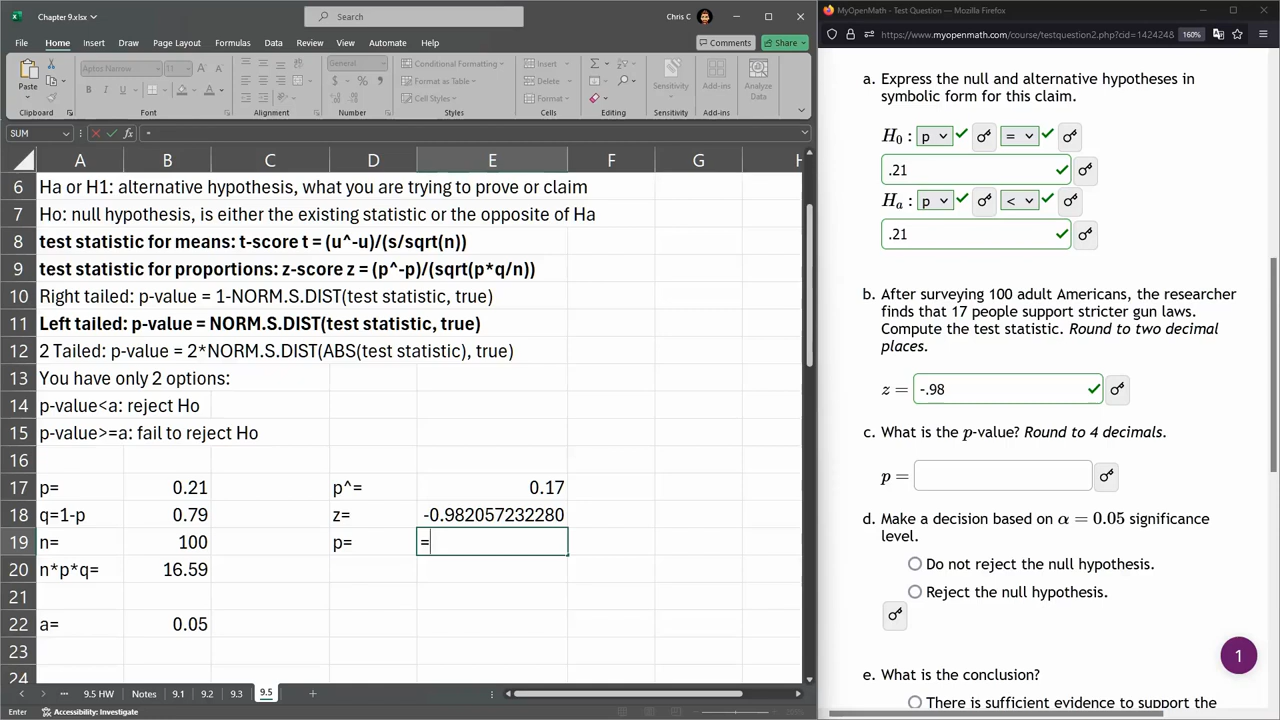 Chapter 9.xlsx
Search
Chris C
File Home Insert Draw Page Layout Formulas Data Review View Automate Help
Comments Share
Paste
Aptos Narrow 11
General
Conditional Formatting
Format as Table
Cell Styles
Insert
Delete
Format
Sensitivity
Add-ins
Analyze Data
Clipboard Font Alignment Number Styles Cells Editing Sensitivity Add-ins
SUM fx =
A B C D E F G H
6 Ha or H1: alternative hypothesis, what you are trying to prove or claim
7 Ho: null hypothesis, is either the existing statistic or the opposite of Ha
8 test statistic for means: t-score t = (u^-u)/(s/sqrt(n))
9 test statistic for proportions: z-score z = (p^-p)/(sqrt(p*q/n))
10 Right tailed: p-value = 1-NORM.S.DIST(test statistic, true)
11 Left tailed: p-value = NORM.S.DIST(test statistic, true)
12 2 Tailed: p-value = 2*NORM.S.DIST(ABS(test statistic), true)
13 You have only 2 options:
14 p-value<a: reject Ho
15 p-value>=a: fail to reject Ho
16
17 p= 0.21 p^= 0.17
18 q=1-p 0.79 z= -0.982057232280
19 n= 100 p= =
20 n*p*q= 16.59
21
22 a= 0.05
23
24
... 9.5 HW Notes 9.1 9.2 9.3 9.5 +
Enter Accessibility: Investigate
MyOpenMath - Test Question — Mozilla Firefox
https://www.myopenmath.com/course/testquestion2.php?cid=1424248 160%
a. Express the null and alternative hypotheses in
symbolic form for this claim.
H0 : p =
.21
Ha : p <
.21
b. After surveying 100 adult Americans, the researcher
finds that 17 people support stricter gun laws.
Compute the test statistic. Round to two decimal
places.
z = -.98
c. What is the p-value? Round to 4 decimals.
p =
d. Make a decision based on α = 0.05 significance
level.
Do not reject the null hypothesis.
Reject the null hypothesis.
1
e. What is the conclusion?
There is sufficient evidence to support the